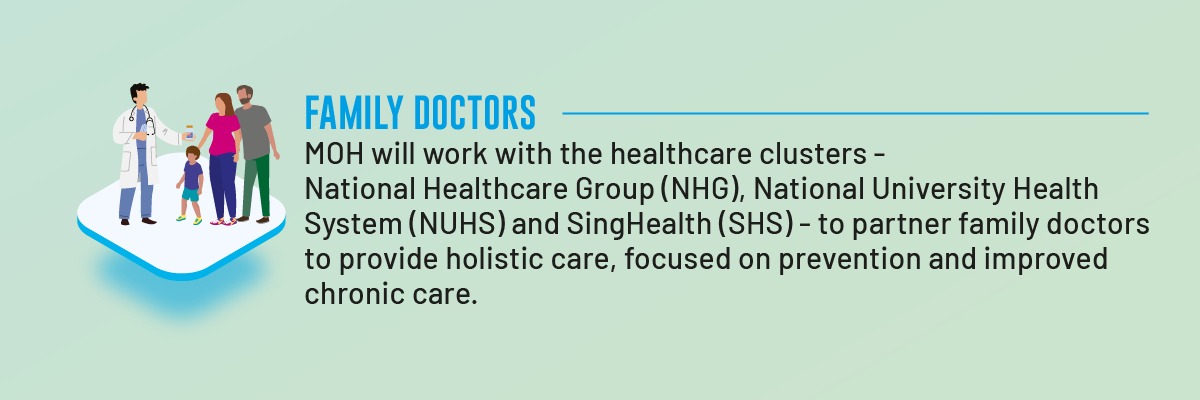 FAMILY DOCTORS
MOH will work with the healthcare clusters -
National Healthcare Group (NHG), National University Health
System (NUHS) and SingHealth (SHS) - to partner family doctors
to provide holistic care, focused on prevention and improved
chronic care.